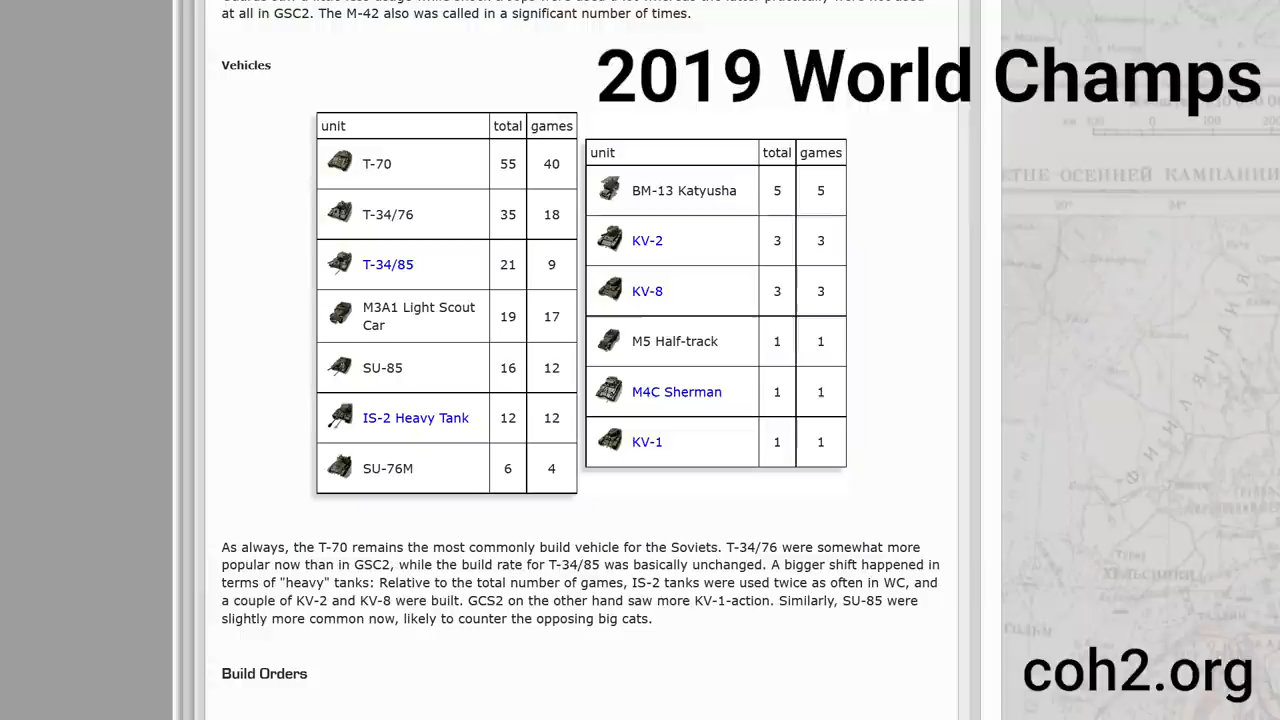 at all in GSC2. The M-42 also was called in a significant number of times.
2019 World Champs
Vehicles
unit total games
T-70 55 40
T-34/76 35 18
T-34/85 21 9
M3A1 Light Scout
Car 19 17
SU-85 16 12
IS-2 Heavy Tank 12 12
SU-76M 6 4
unit total games
BM-13 Katyusha 5 5
KV-2 3 3
KV-8 3 3
M5 Half-track 1 1
M4C Sherman 1 1
KV-1 1 1
As always, the T-70 remains the most commonly build vehicle for the Soviets. T-34/76 were somewhat more
popular now than in GSC2, while the build rate for T-34/85 was basically unchanged. A bigger shift happened in
terms of "heavy" tanks: Relative to the total number of games, IS-2 tanks were used twice as often in WC, and
a couple of KV-2 and KV-8 were built. GCS2 on the other hand saw more KV-1-action. Similarly, SU-85 were
slightly more common now, likely to counter the opposing big cats.
Build Orders
ОСЕННЕЙ КАМПАНИИ
ФИНЛЯНДИЯ
ХЕЛЬСИНКИ
coh2.org